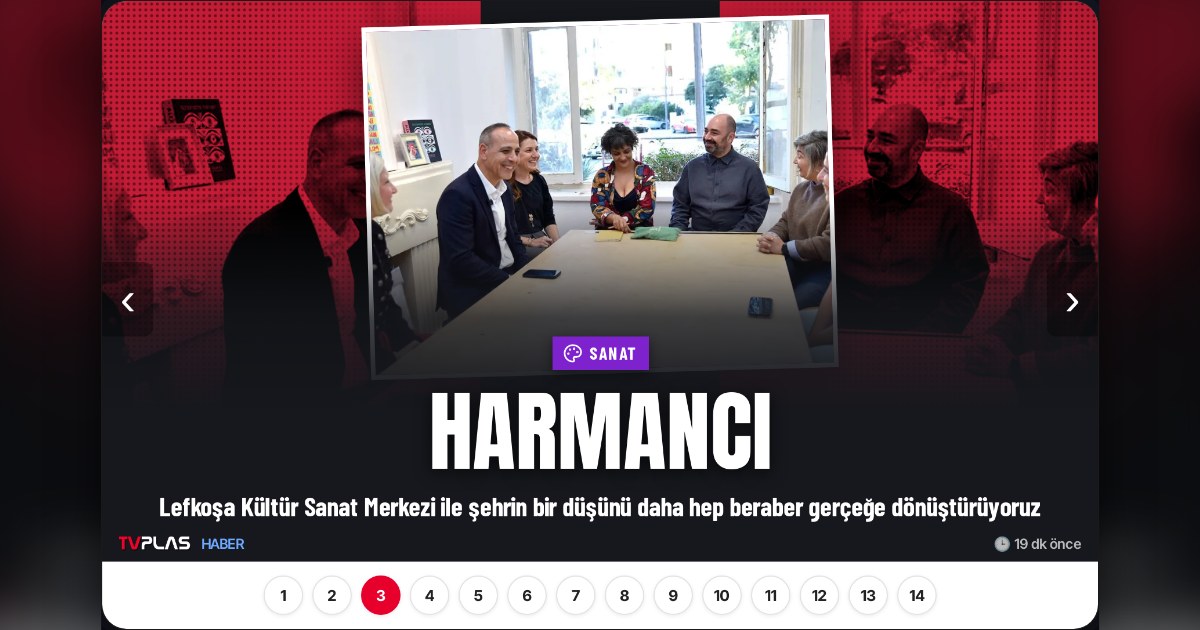 SANAT
HARMANCI
Lefkoşa Kültür Sanat Merkezi ile şehrin bir düşünü daha hep beraber gerçeğe dönüştürüyoruz
TVPLAS HABER
19 dk önce
1 2 3 4 5 6 7 8 9 10 11 12 13 14